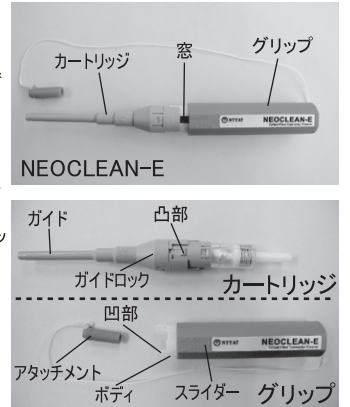 カートリッジ
窓
グリップ
NTTAT NEOCLEAN-E
NEOCLEAN-E
ガイド
凸部
ガイドロック
カートリッジ
凹部
NTTAT NEOCLEAN-E
アタッチメント
ボディ
スライダー
グリップ